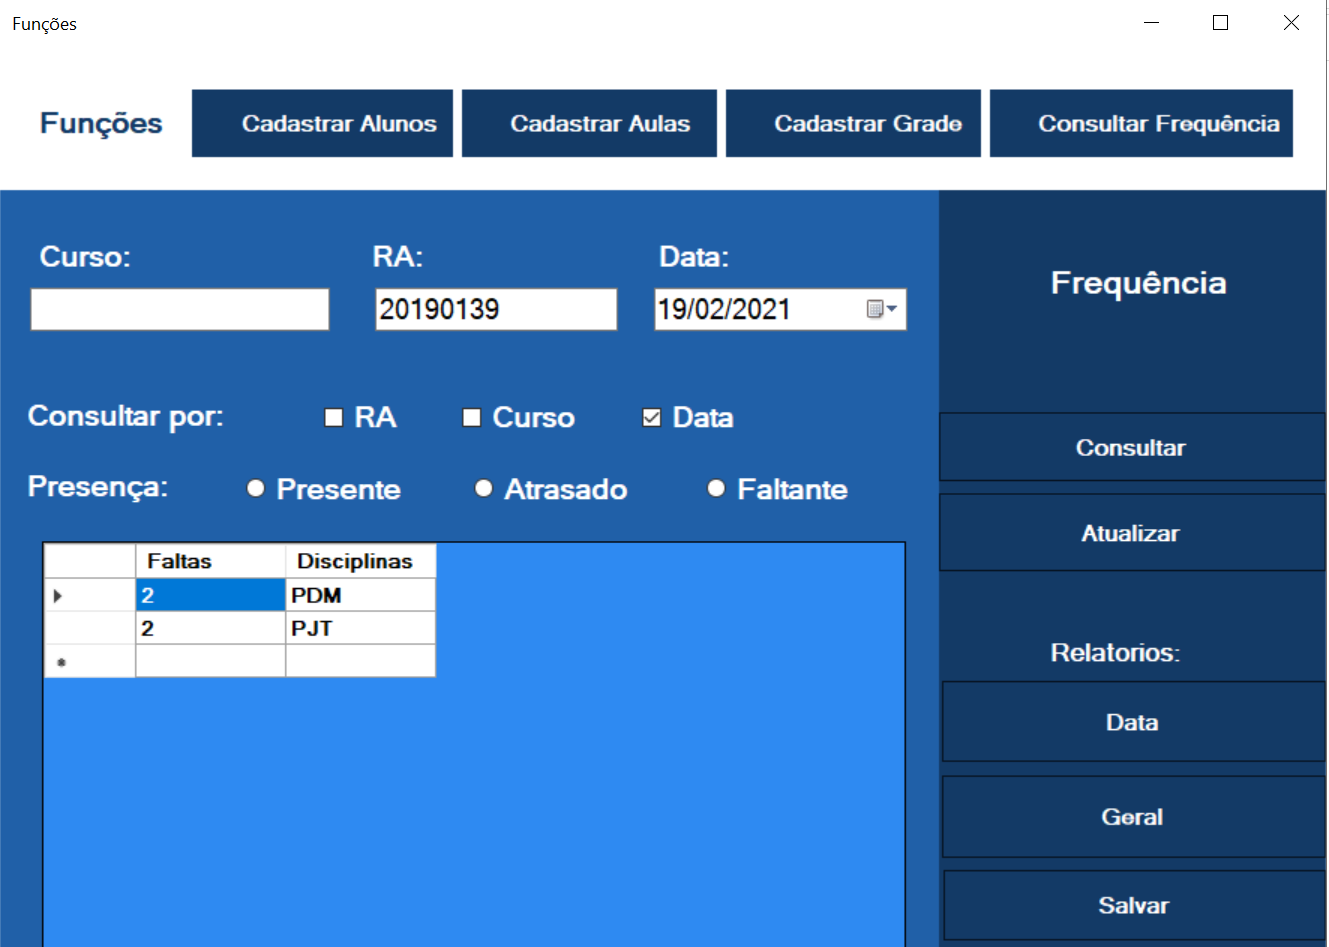 Funções
Funções Cadastrar Alunos Cadastrar Aulas Cadastrar Grade Consultar Frequência
Curso: RA: Data:
20190139 19/02/2021
Frequência
Consultar por: RA Curso Data
Presença: Presente Atrasado Faltante
Faltas Disciplinas
2 PDM
2 PJT
*
Consultar
Atualizar
Relatorios:
Data
Geral
Salvar